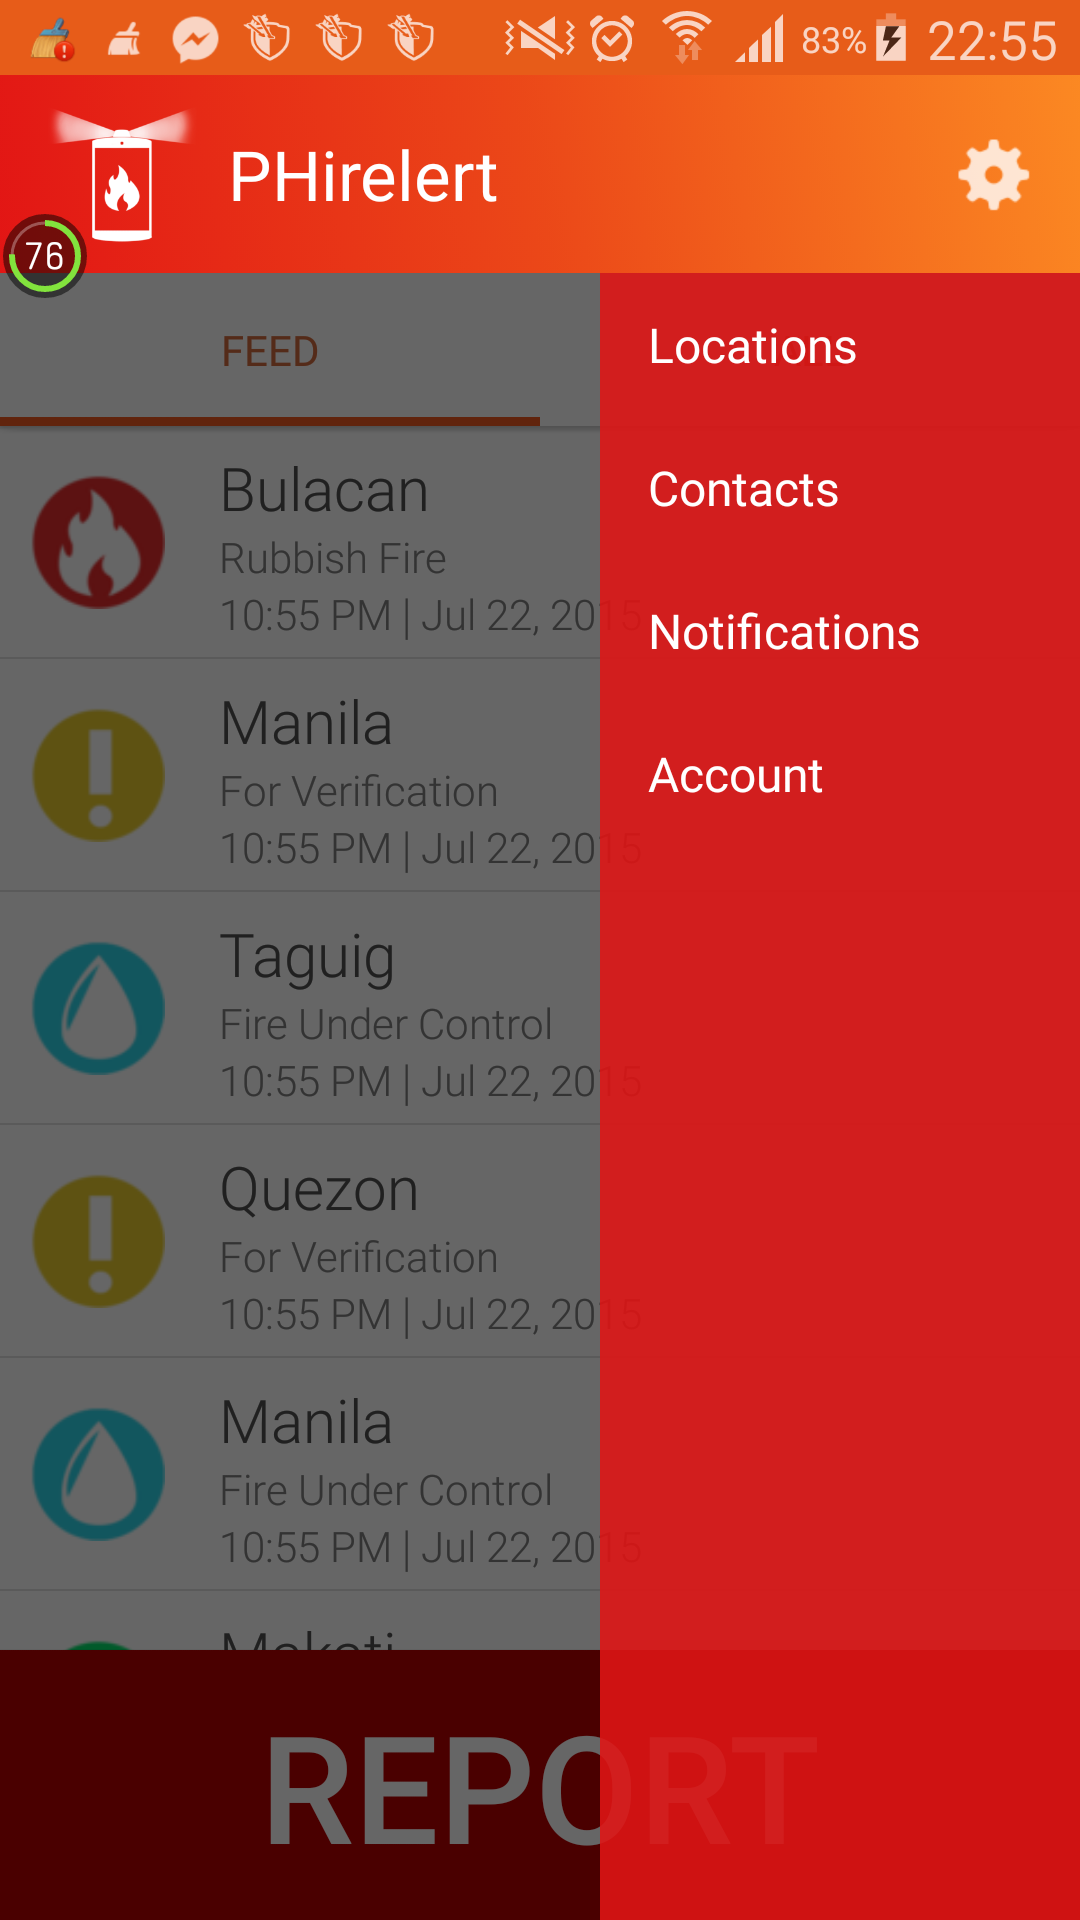 83% 22:55
PHirelert
76
FEED
Locations
Contacts
Notifications
Account
Bulacan
Rubbish Fire
10:55 PM | Jul 22, 2015
Manila
For Verification
10:55 PM | Jul 22, 2015
Taguig
Fire Under Control
10:55 PM | Jul 22, 2015
Quezon
For Verification
10:55 PM | Jul 22, 2015
Manila
Fire Under Control
10:55 PM | Jul 22, 2015
Makati
REPORT